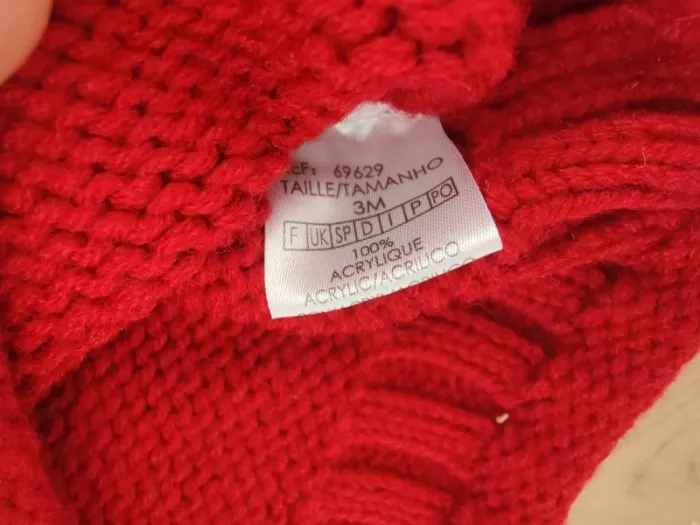 EF: 69629
TAILLE/TAMANHO
3M
F UK SP D I P PO
100%
ACRYLIQUE
ACRYLIC/ACRILICO